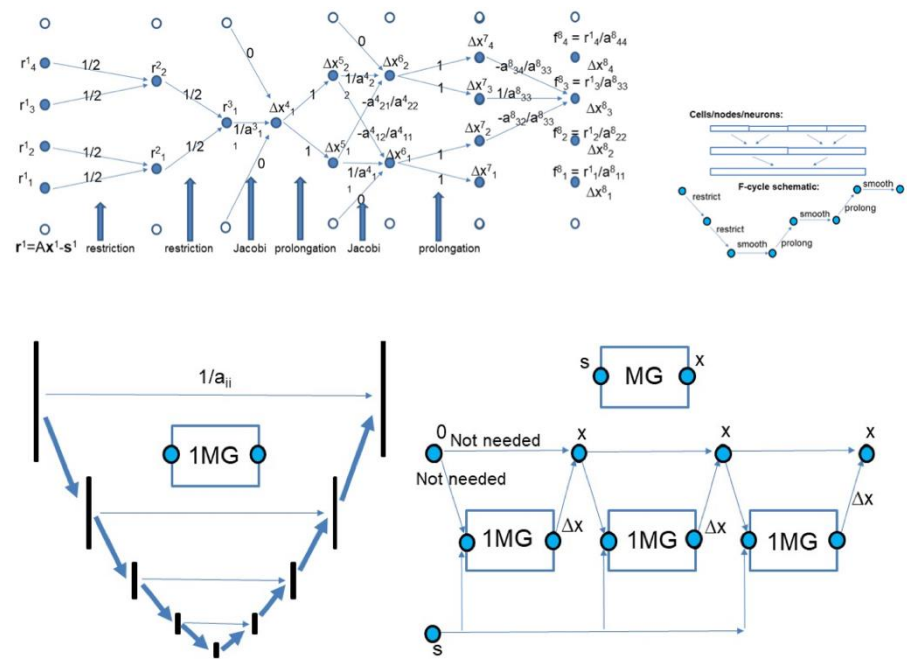 f⁸₄ = r¹₄/a⁸₄₄
r¹₄
1/2
0
Δx⁵₂
Δx⁶₂
Δx⁷₄
1
-a⁸₃₄/a⁸₃₃
Δx⁸₄
r²₂
1/a⁴₂₂
Δx⁷₃
1/a⁸₃₃
f⁸₃ = r¹₃/a⁸₃₃
r¹₃
1/2
1/2
r³₁
Δx⁴₁
1
-a⁴₂₁/a⁴₂₂
1
Δx⁸₃
1/a³₁₁
-a⁴₁₂/a⁴₁₁
Δx⁷₂
-a⁸₃₂/a⁸₃₃
f⁸₂ = r¹₂/a⁸₂₂
r¹₂
1/2
r²₁
1/2
1
Δx⁵₁
Δx⁶₁
1
Δx⁸₂
r¹₁
1/2
0
1/a⁴₁₁
1
Δx⁷₁
f⁸₁ = r¹₁/a⁸₁₁
0
Δx⁸₁
r¹=Ax¹-s¹
restriction
restriction
Jacobi
prolongation
Jacobi
prolongation
Cells/nodes/neurons:
F-cycle schematic:
restrict
smooth
smooth
prolong
restrict
smooth
prolong
1/aᵢᵢ
1MG
s
MG
x
0
Not needed
x
x
x
Not needed
1MG
Δx
1MG
Δx
1MG
Δx
s